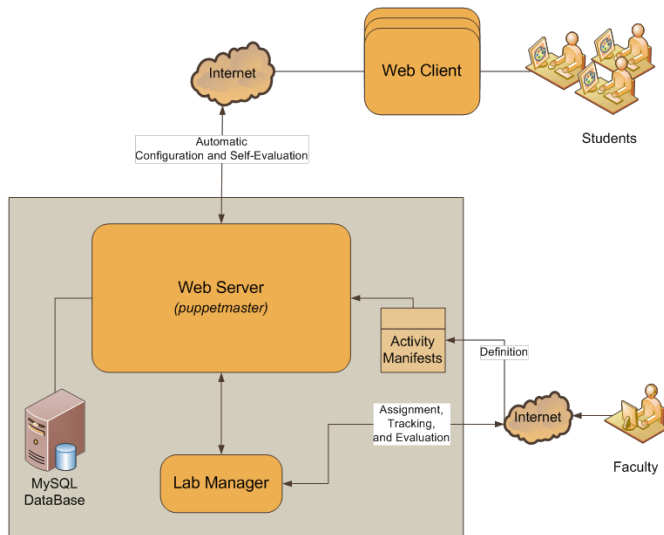 Internet
Web Client
Students
Automatic
Configuration and Self-Evaluation
Web Server
(puppetmaster)
Activity
Manifests
Definition
Assignment,
Tracking,
and Evaluation
Internet
Faculty
MySQL
DataBase
Lab Manager